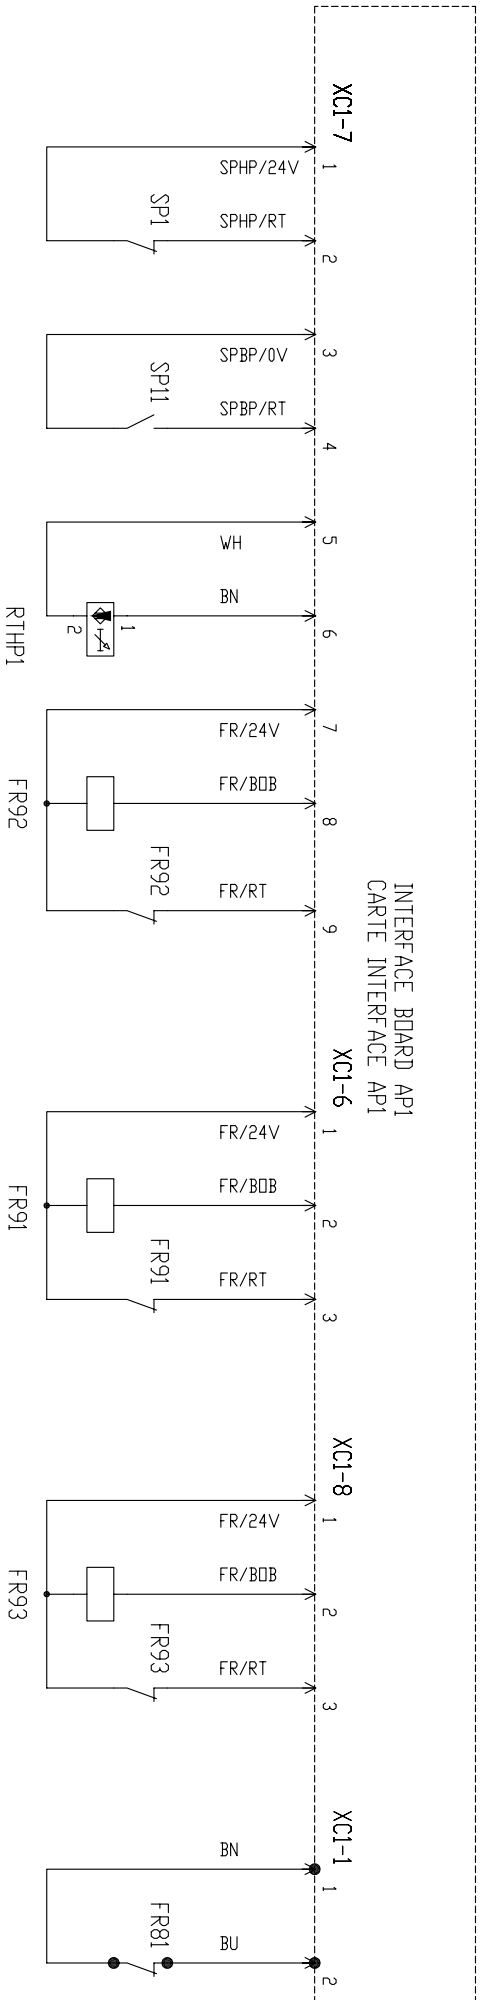 INTERFACE BOARD AP1
CARTE INTERFACE AP1
XC1-7
1
SPHP/24V
SP1
SPHP/RT
2
3
SPBP/0V
SP11
SPBP/RT
4
5
WH
BN
6
1
2
RTHP1
7
FR/24V
FR/BOB
8
FR92
FR92
FR/RT
9
XC1-6
1
FR/24V
FR/BOB
2
FR91
FR91
FR/RT
3
XC1-8
1
FR/24V
FR/BOB
2
FR93
FR93
FR/RT
3
XC1-1
BN
1
FR81
BU
2